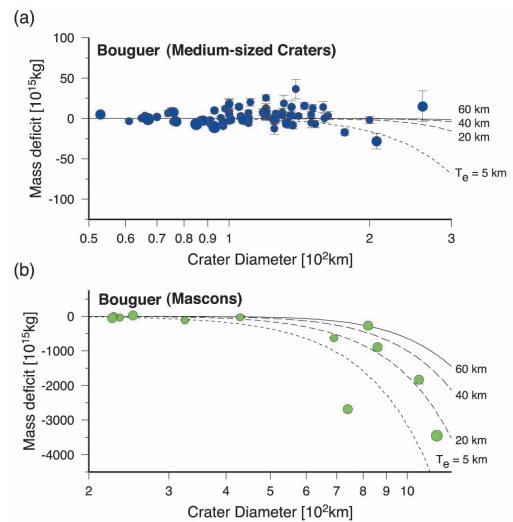 (a)
Bouguer (Medium-sized Craters)
Mass deficit [10¹⁵kg]
100
50
0
-50
-100
60 km
40 km
20 km
Tₑ = 5 km
0.5 0.6 0.7 0.8 0.9 1 2 3
Crater Diameter [10²km]
(b)
Bouguer (Mascons)
Mass deficit [10¹⁵kg]
0
-1000
-2000
-3000
-4000
60 km
40 km
20 km
Tₑ = 5 km
2 3 4 5 6 7 8 9 10
Crater Diameter [10²km]